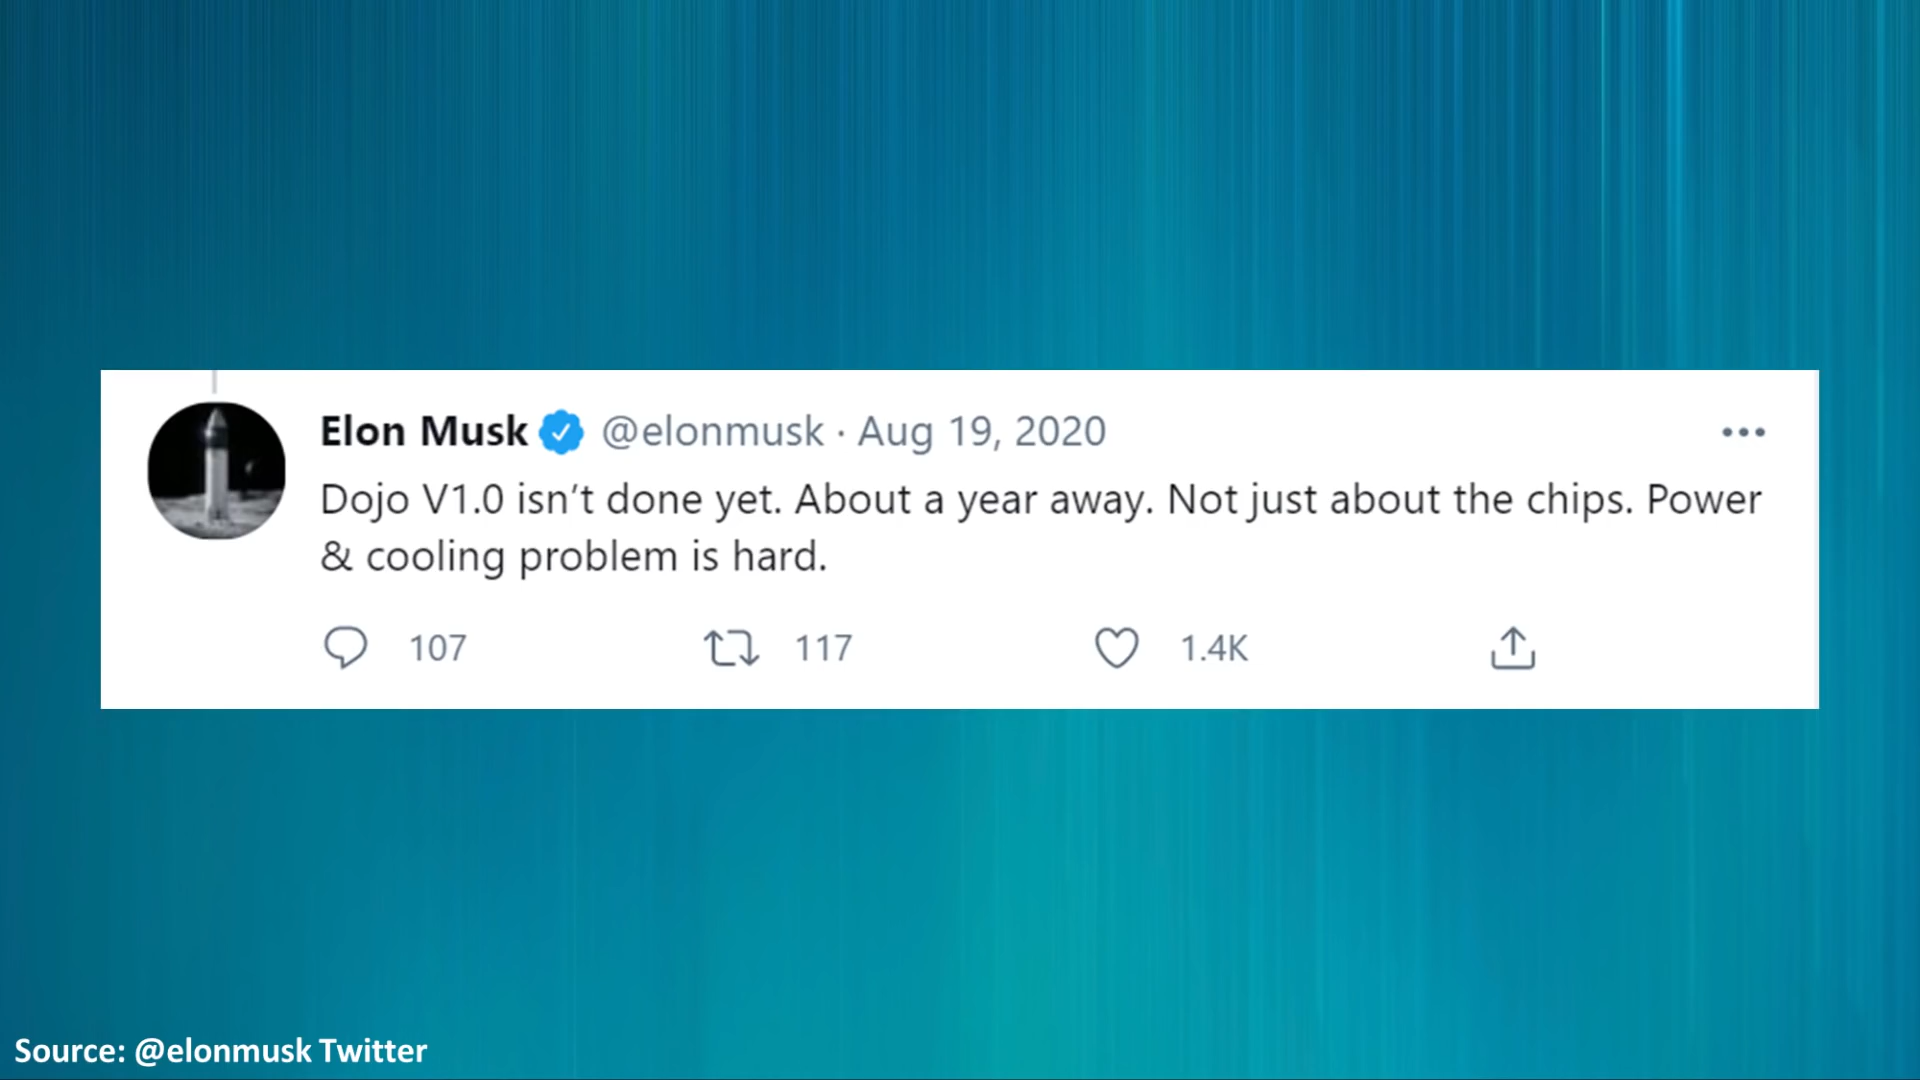 Elon Musk @elonmusk · Aug 19, 2020
Dojo V1.0 isn’t done yet. About a year away. Not just about the chips. Power
& cooling problem is hard.
107 117 1.4K
Source: @elonmusk Twitter